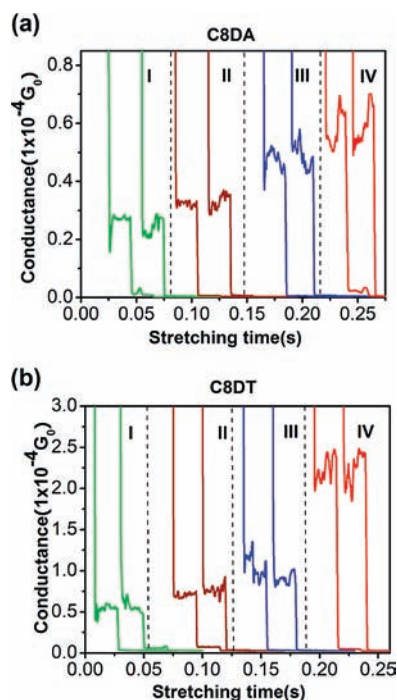 (a)
C8DA
I II III IV
0.8
0.6
0.4
0.2
0.0
Conductance(1x10⁻⁴G₀)
0.00 0.05 0.10 0.15 0.20 0.25
Stretching time(s)
(b)
C8DT
I II III IV
3.0
2.5
2.0
1.5
1.0
0.5
0.0
Conductance(1x10⁻⁴G₀)
0.00 0.05 0.10 0.15 0.20 0.25
Stretching time(s)